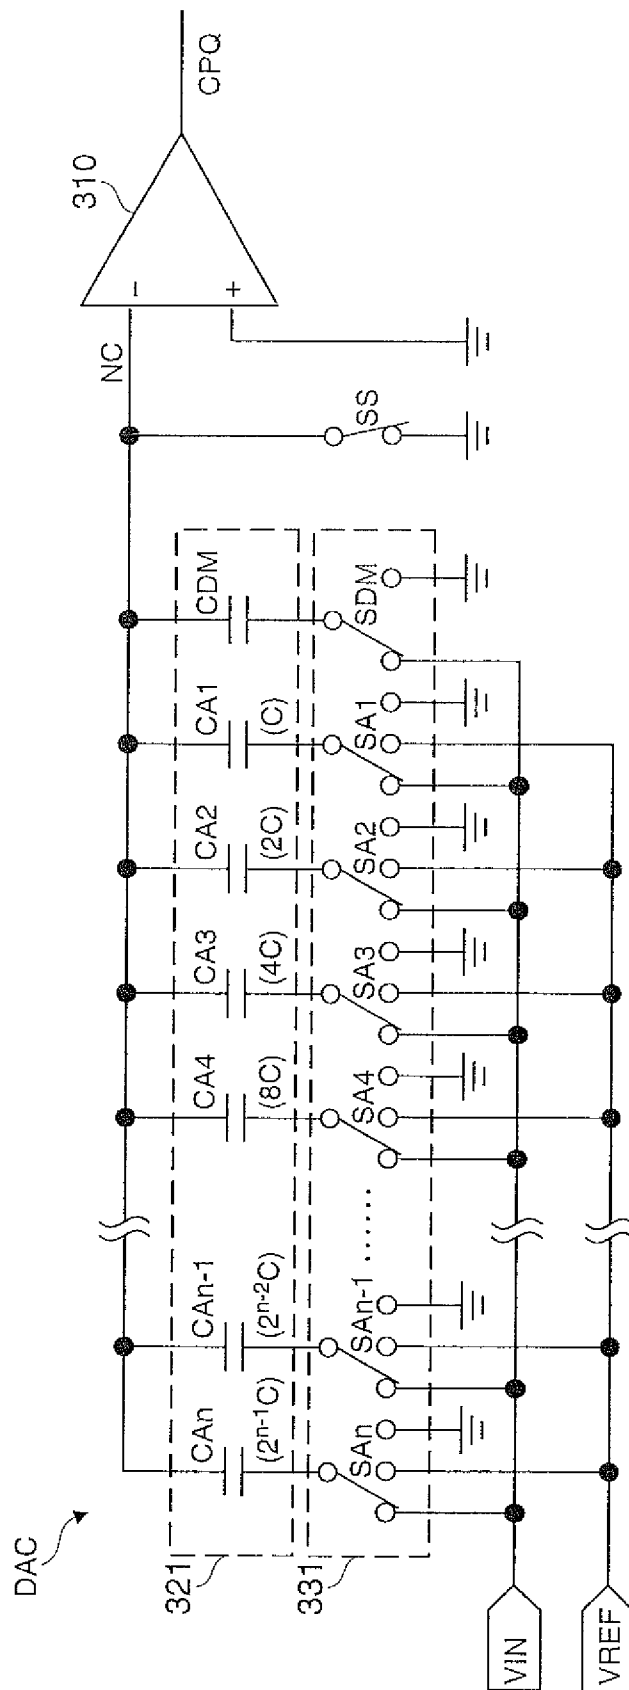 DAC
321
CAn
CAn-1
CA4
CA3
CA2
CA1
CDM
(2ⁿ⁻¹C)
(2ⁿ⁻²C)
(8C)
(4C)
(2C)
(C)
331
SAn
SAn-1
......
SA4
SA3
SA2
SA1
SDM
SS
NC
310
−
+
CPQ
VIN
VREF